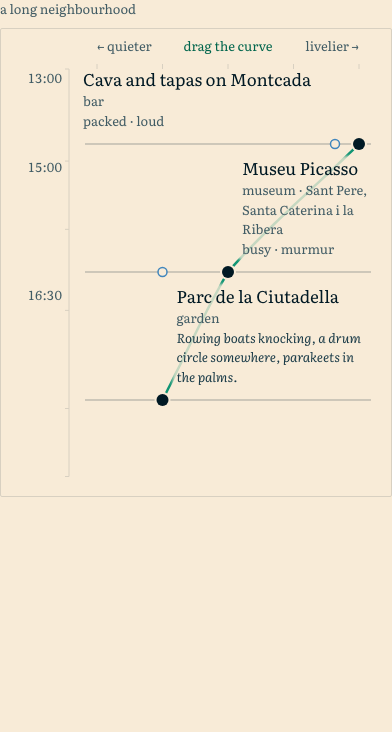 a long neighbourhood
← quieter drag the curve livelier →
13:00
Cava and tapas on Montcada
bar
packed · loud
15:00
Museu Picasso
museum · Sant Pere,
Santa Caterina i la
Ribera
busy · murmur
16:30
Parc de la Ciutadella
garden
Rowing boats knocking, a drum
circle somewhere, parakeets in
the palms.